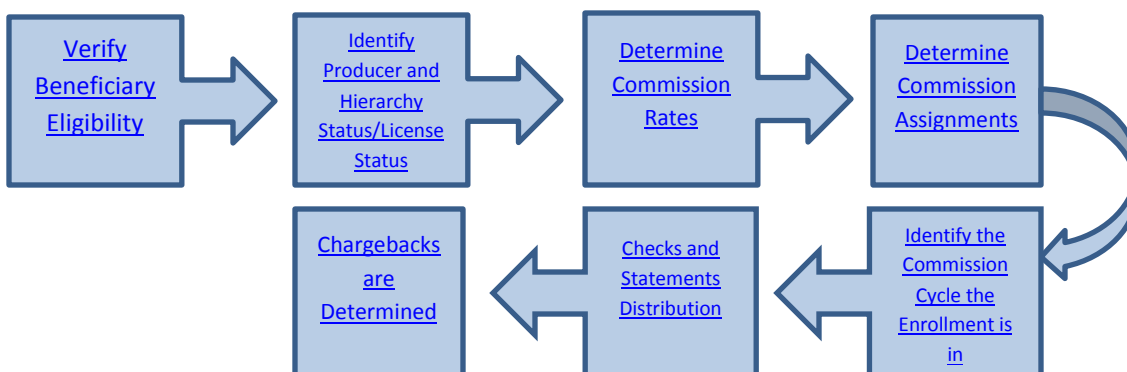 Verify
Beneficiary
Eligibility
Identify
Producer and
Hierarchy
Status/License
Status
Determine
Commission
Rates
Determine
Commission
Assignments
Identify the
Commission
Cycle the
Enrollment is
in
Checks and
Statements
Distribution
Chargebacks
are
Determined